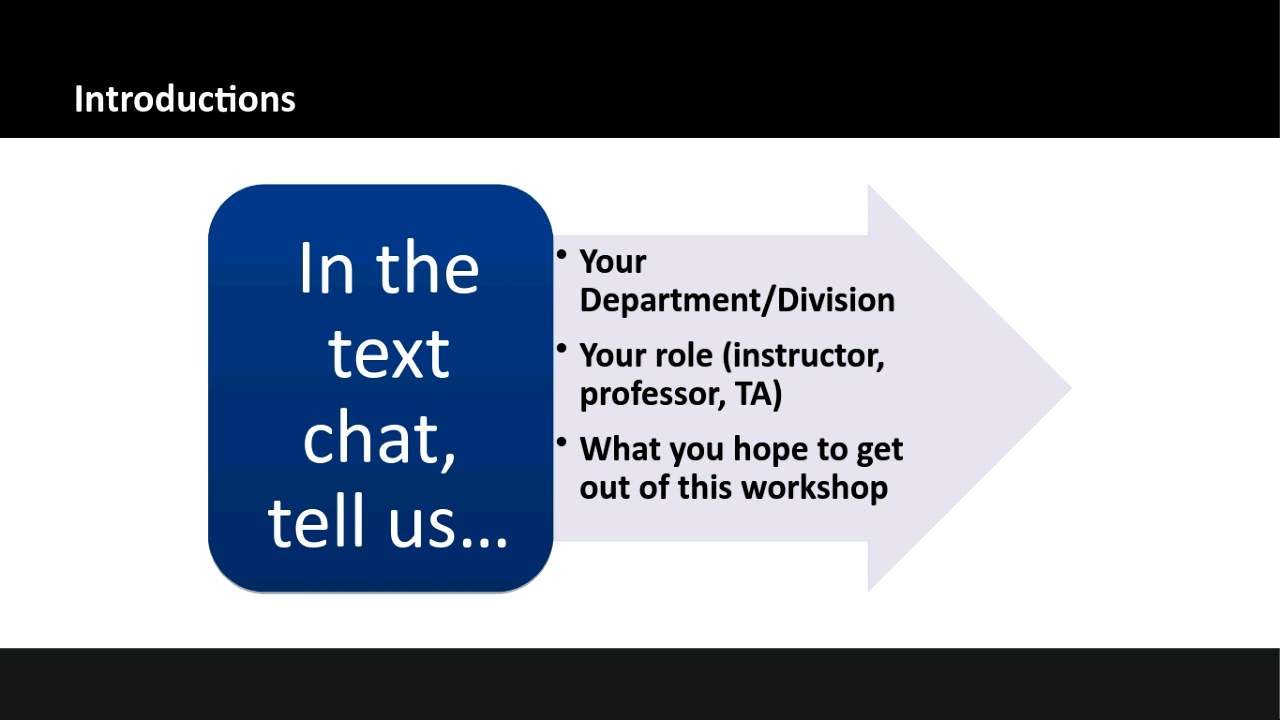 Introductions
In the
text
chat,
tell us…
• Your
Department/Division
• Your role (instructor,
professor, TA)
• What you hope to get
out of this workshop